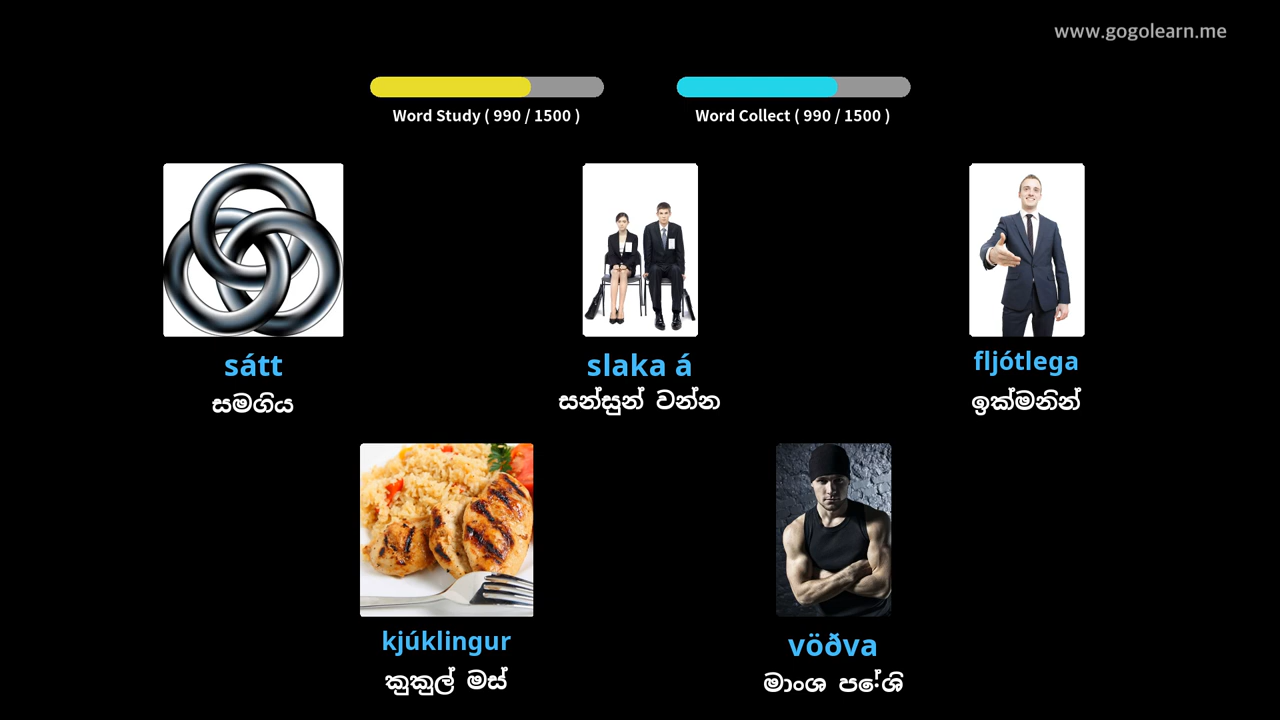 www.gogolearn.me
Word Study ( 990 / 1500 )
Word Collect ( 990 / 1500 )
sátt
සමගිය
slaka á
සන්සුන් වන්න
fljótlega
ඉක්මනින්
kjúklingur
කුකුල් මස්
vöðva
මාංශ පේශි